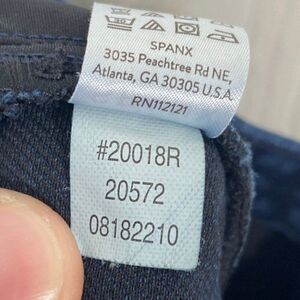 SPANX
3035 Peachtree Rd NE,
Atlanta, GA 30305 U.S.A
RN112121
#20018R
20572
08182210